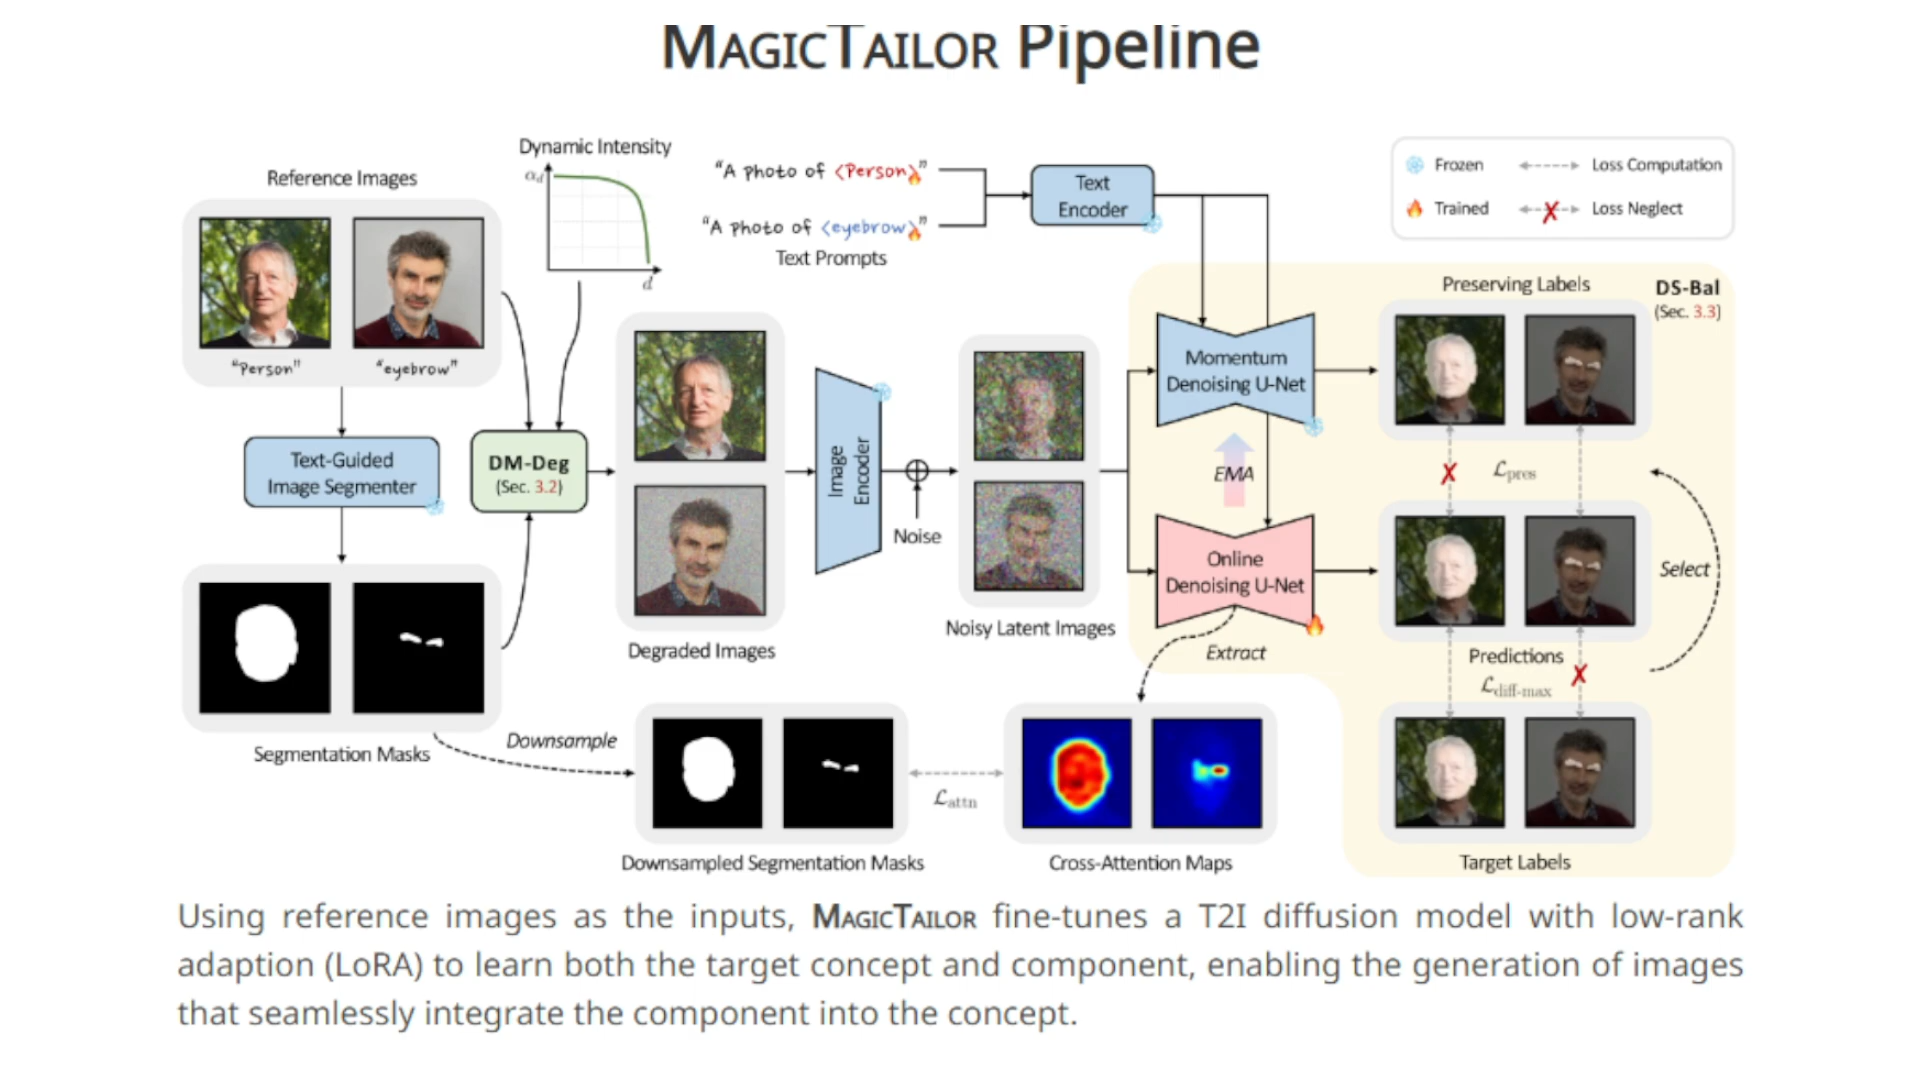 MAGICTAILOR Pipeline
Dynamic Intensity
α_d
d
Reference Images
"Person"
"eyebrow"
"A photo of <Person>"
"A photo of <eyebrow>"
Text Prompts
Text
Encoder
Frozen
Loss Computation
Trained
Loss Neglect
Text-Guided
Image Segmenter
DM-Deg
(Sec. 3.2)
Degraded Images
Image
Encoder
Noise
Noisy Latent Images
Momentum
Denoising U-Net
EMA
Online
Denoising U-Net
Extract
Preserving Labels
DS-Bal
(Sec. 3.3)
ℒpres
Select
Predictions
ℒdiff-max
Target Labels
Segmentation Masks
Downsample
Downsampled Segmentation Masks
ℒattn
Cross-Attention Maps
Using reference images as the inputs, MAGICTAILOR fine-tunes a T2I diffusion model with low-rank
adaption (LoRA) to learn both the target concept and component, enabling the generation of images
that seamlessly integrate the component into the concept.